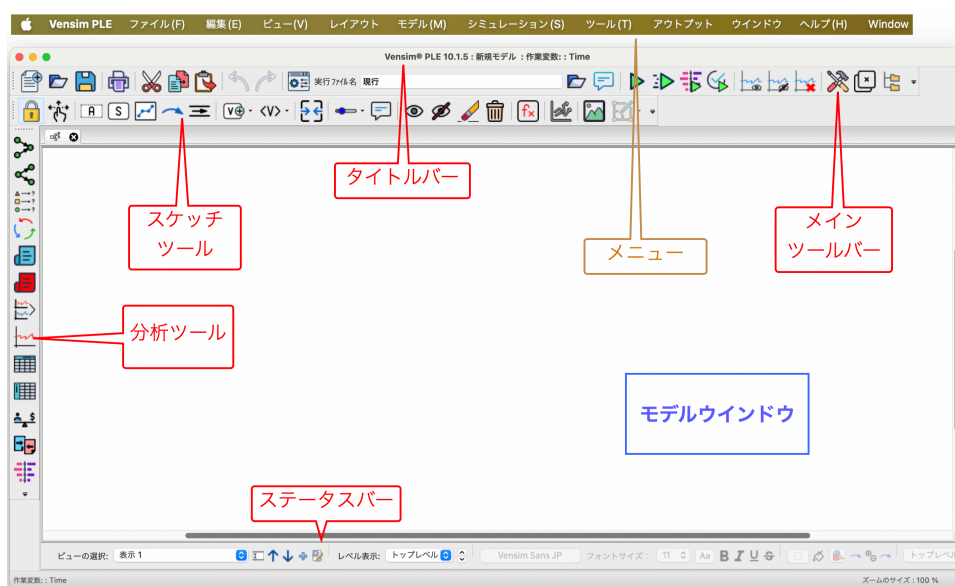 Vensim PLE ファイル(F) 編集(E) ビュー(V) レイアウト モデル(M) シミュレーション(S) ツール(T) アウトプット ウインドウ ヘルプ(H) Window
Vensim® PLE 10.1.5 : 新規モデル : 作業変数: : Time
実行ファイル名 現行
A S V <V> fx
タイトルバー
スケッチ
ツール
メニュー
メイン
ツールバー
分析ツール
モデルウインドウ
ステータスバー
ビューの選択: 表示 1 レベル表示: トップレベル Vensim Sans JP フォントサイズ: 11 Aa B I U S トップレベル
作業変数: : Time ズームのサイズ : 100 %